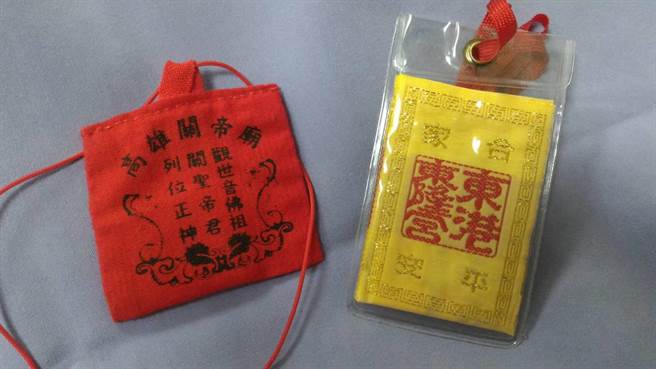 高雄關帝廟
觀世音佛祖
關聖帝君
列位正神
合家
東港
東隆宮
平安